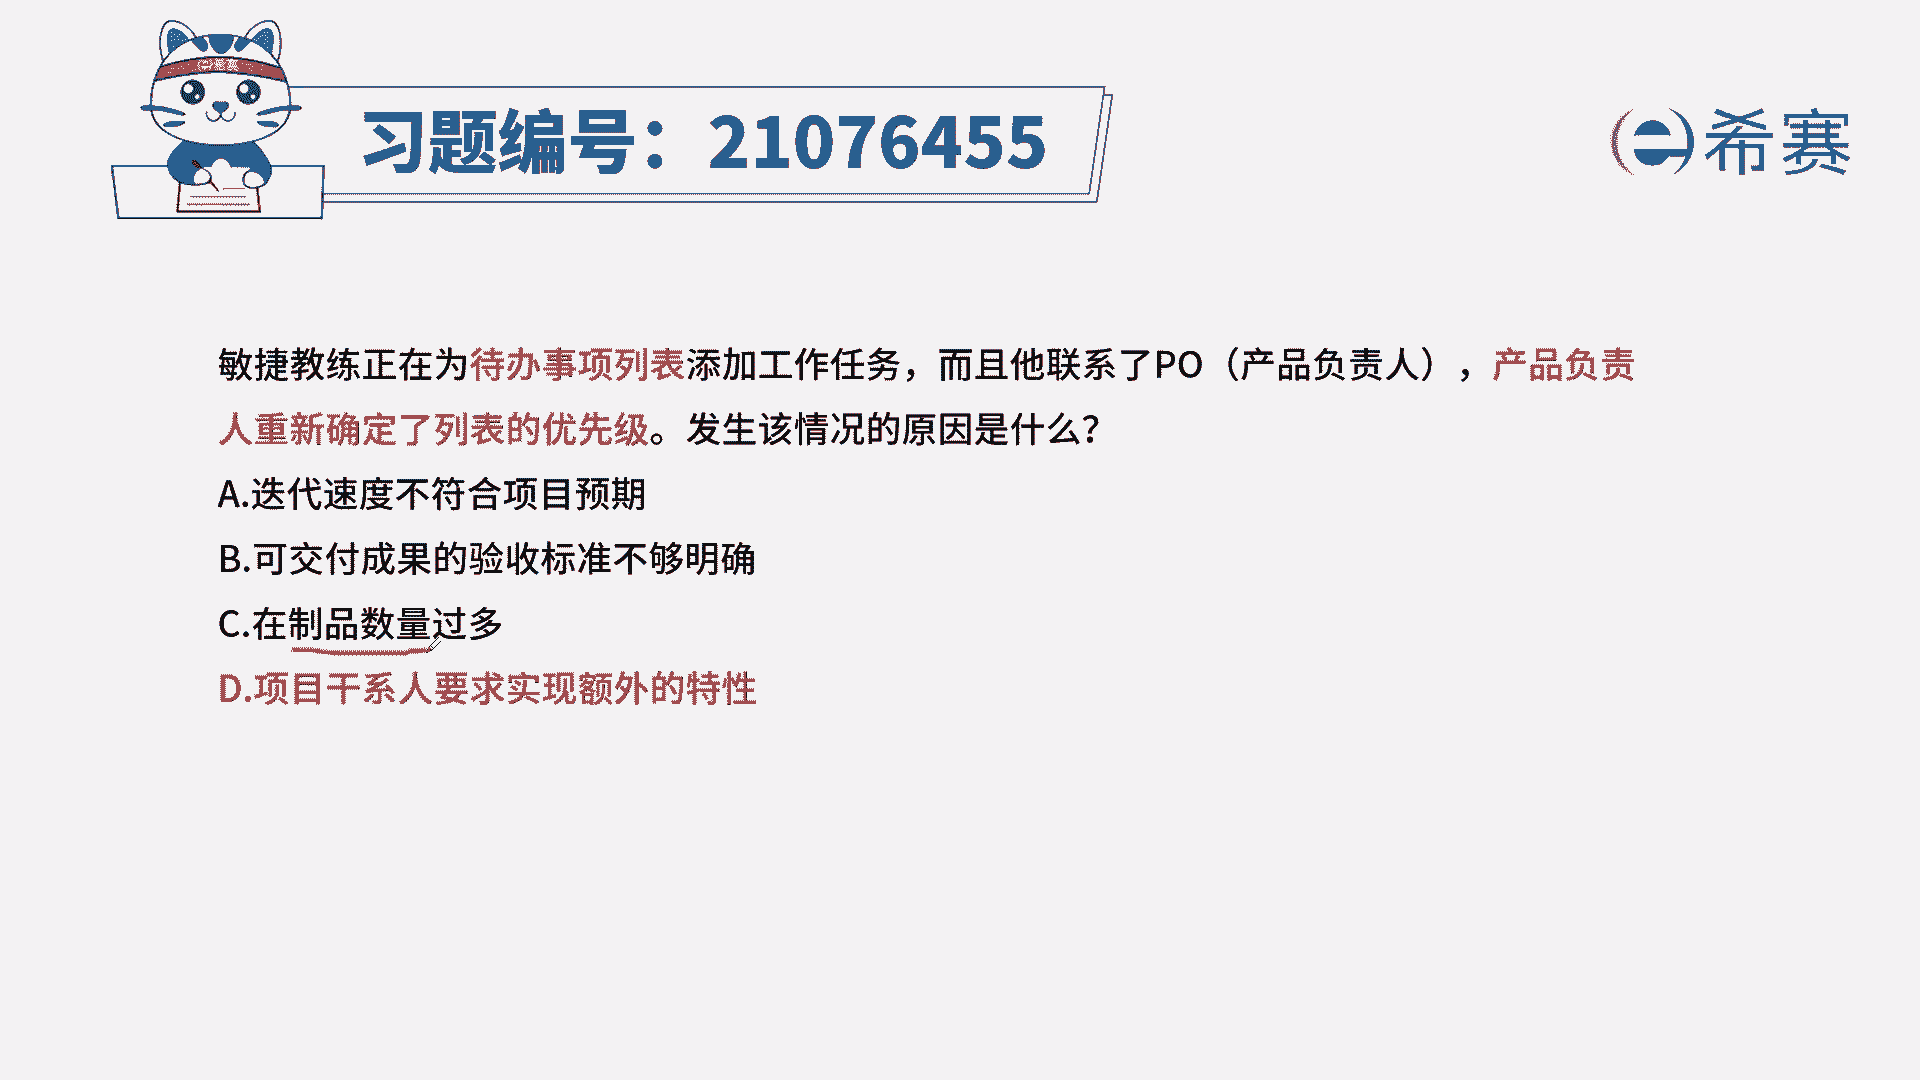 习题编号：21076455
希赛
敏捷教练正在为待办事项列表添加工作任务，而且他联系了PO（产品负责人），产品负责
人重新确定了列表的优先级。发生该情况的原因是什么？
A.迭代速度不符合项目预期
B.可交付成果的验收标准不够明确
C.在制品数量过多
D.项目干系人要求实现额外的特性